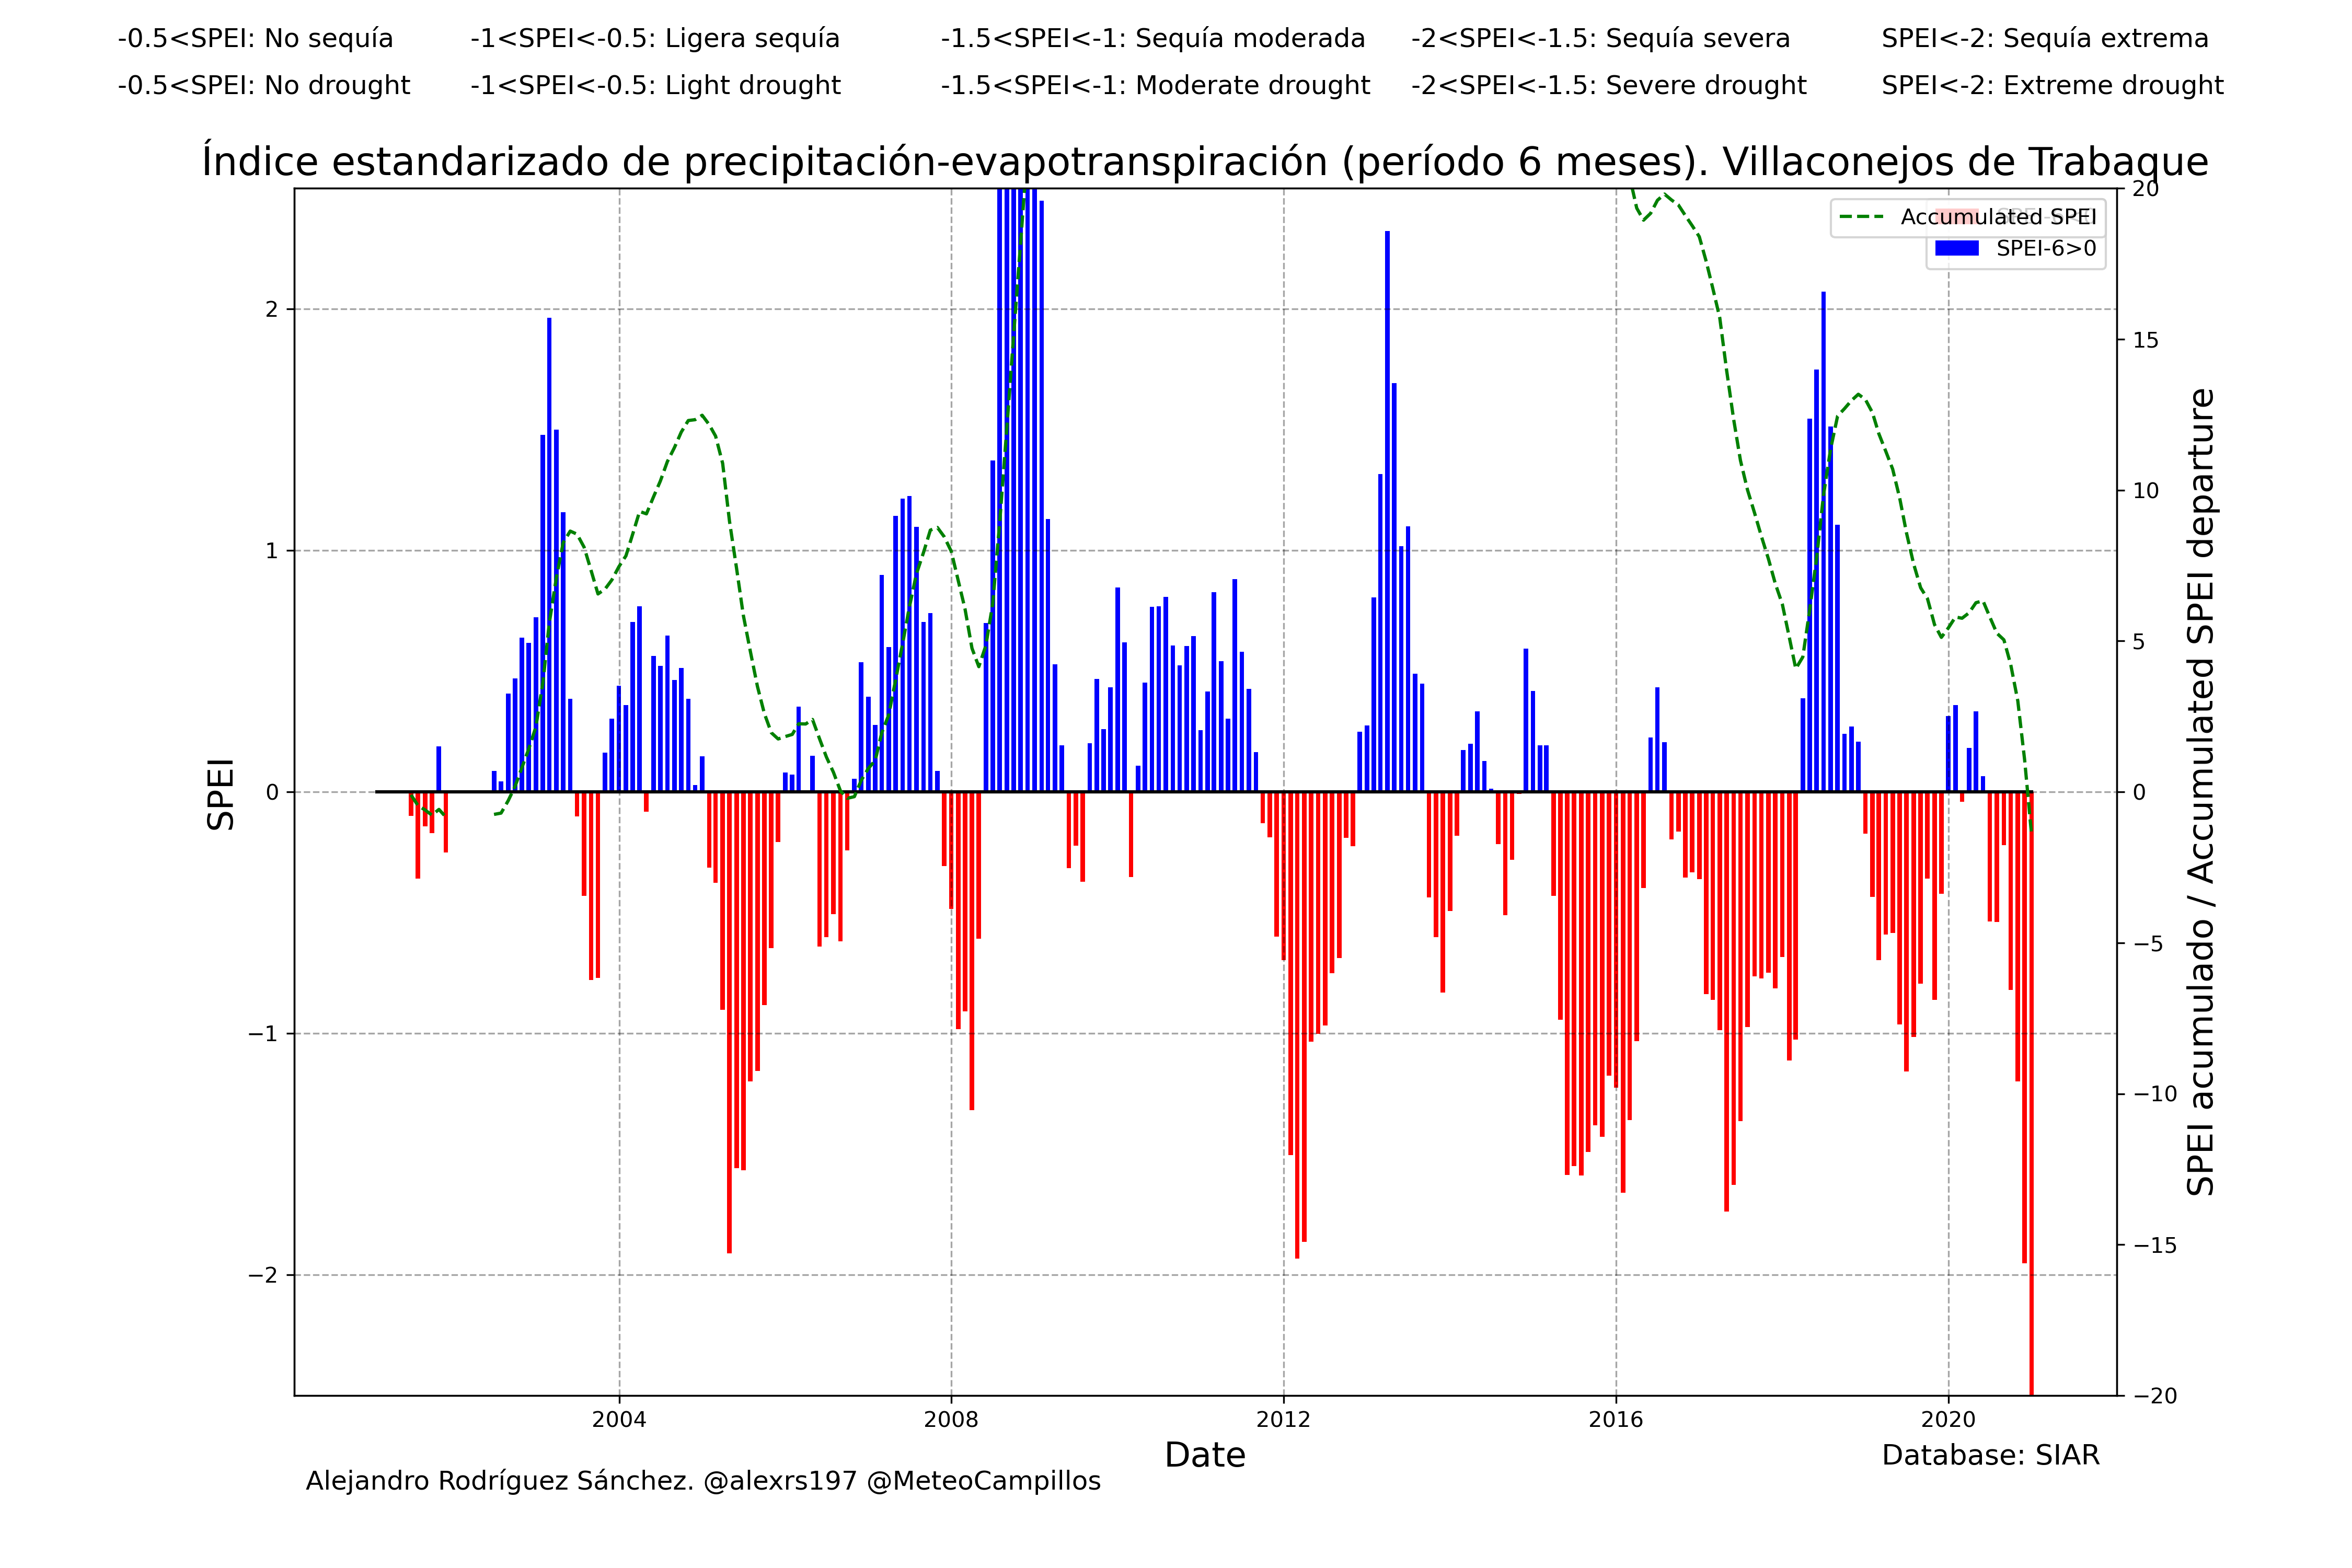 -0.5<SPEI: No sequía -1<SPEI<-0.5: Ligera sequía -1.5<SPEI<-1: Sequía moderada -2<SPEI<-1.5: Sequía severa SPEI<-2: Sequía extrema
-0.5<SPEI: No drought -1<SPEI<-0.5: Light drought -1.5<SPEI<-1: Moderate drought -2<SPEI<-1.5: Severe drought SPEI<-2: Extreme drought
Índice estandarizado de precipitación-evapotranspiración (período 6 meses). Villaconejos de Trabaque
Accumulated SPEI
SPEI-6>0
2
1
0
−1
−2
SPEI
20
15
10
5
0
−5
−10
−15
−20
SPEI acumulado / Accumulated SPEI departure
2004 2008 2012 2016 2020
Date
Database: SIAR
Alejandro Rodríguez Sánchez. @alexrs197 @MeteoCampillos